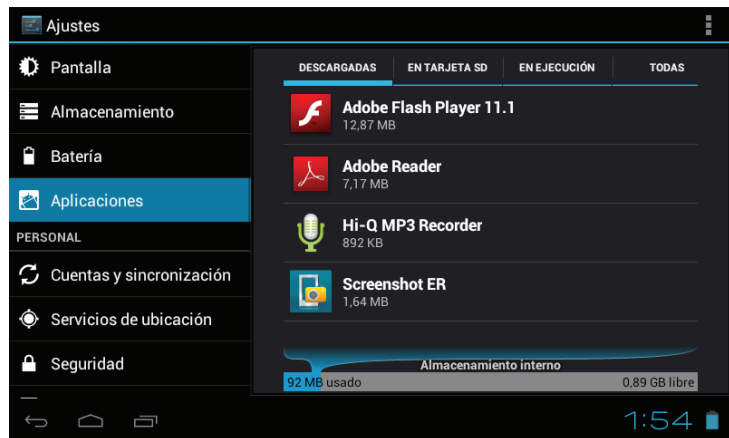 Ajustes
Pantalla
Almacenamiento
Batería
Aplicaciones
PERSONAL
Cuentas y sincronización
Servicios de ubicación
Seguridad
DESCARGADAS EN TARJETA SD EN EJECUCIÓN TODAS
Adobe Flash Player 11.1
12,87 MB
Adobe Reader
7,17 MB
Hi-Q MP3 Recorder
892 KB
Screenshot ER
1,64 MB
Almacenamiento interno
92 MB usado 0,89 GB libre
1:54